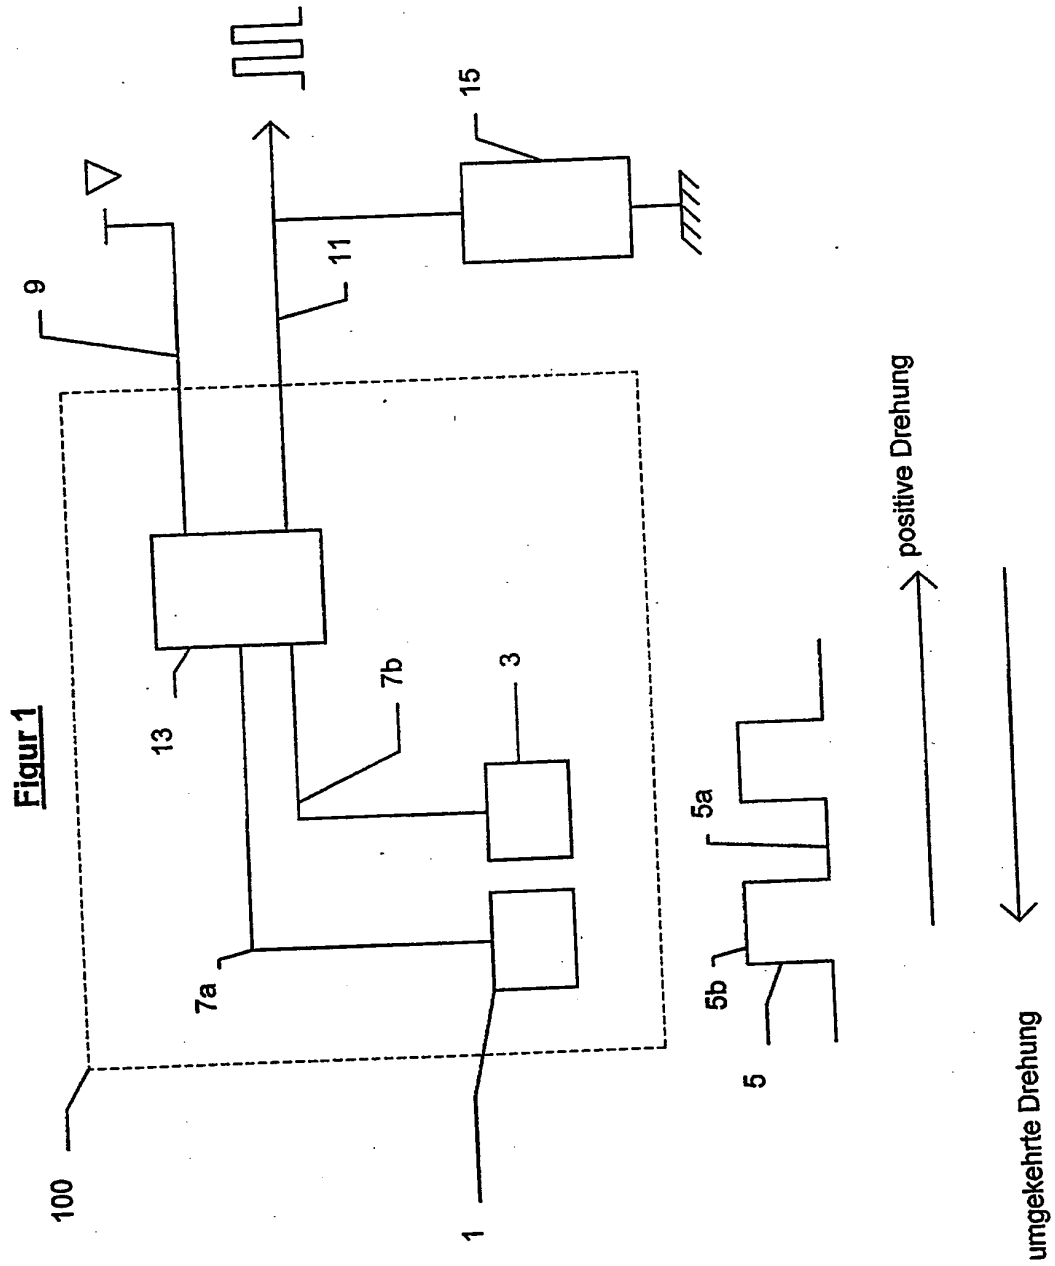 Figur 1
100
13
9
11
15
7a
7b
1
3
5
5b
5a
positive Drehung
umgekehrte Drehung